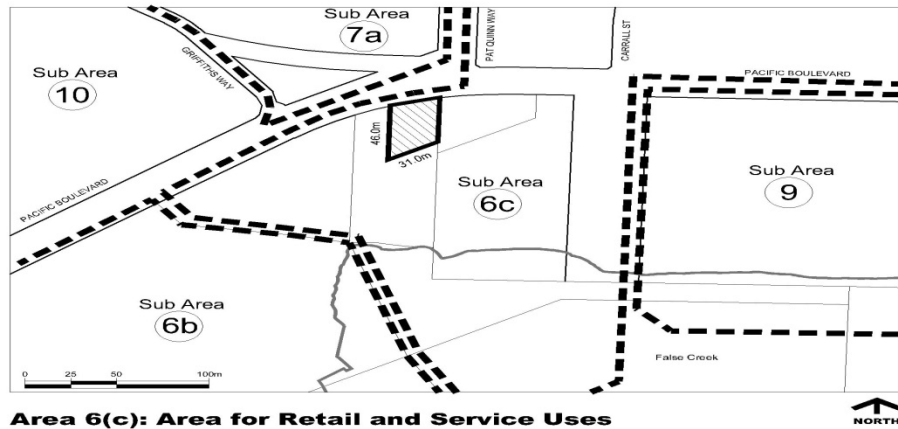 Sub Area
7a
PAT QUINN WAY
CARRALL ST
GRIFFITHS WAY
Sub Area
10
PACIFIC BOULEVARD
46.0m
31.0m
Sub Area
6c
Sub Area
9
PACIFIC BOULEVARD
Sub Area
6b
False Creek
0 25 50 100m
Area 6(c): Area for Retail and Service Uses
NORTH